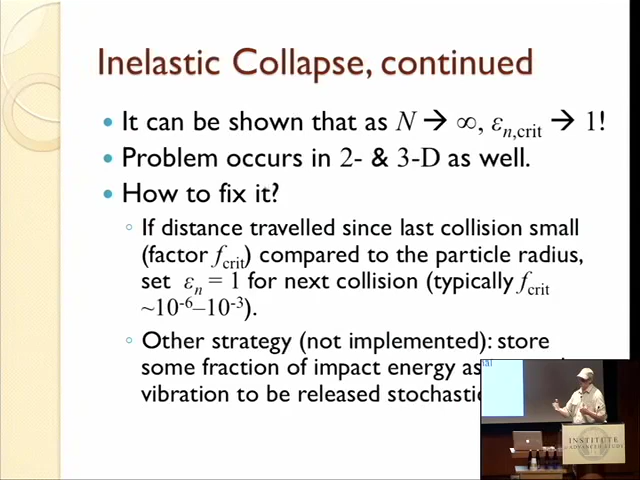 Inelastic Collapse, continued
• It can be shown that as N → ∞, εn,crit → 1!
• Problem occurs in 2- & 3-D as well.
• How to fix it?
◦ If distance travelled since last collision small
(factor fcrit) compared to the particle radius,
set εn = 1 for next collision (typically fcrit
~10⁻⁶–10⁻³).
◦ Other strategy (not implemented): store
some fraction of impact energy as
vibration to be released
INSTITUTE
ADVANCED STUDY